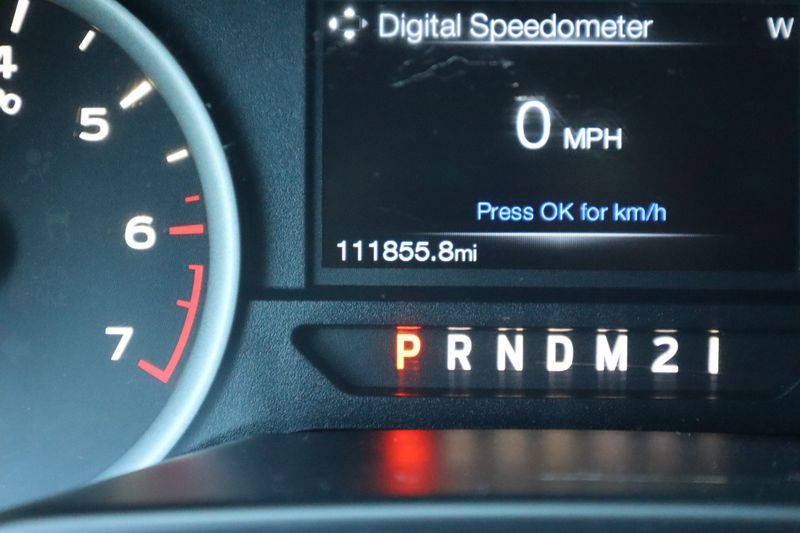 Digital Speedometer
W
0 MPH
Press OK for km/h
111855.8mi
4
5
6
7
P R N D M 2 1